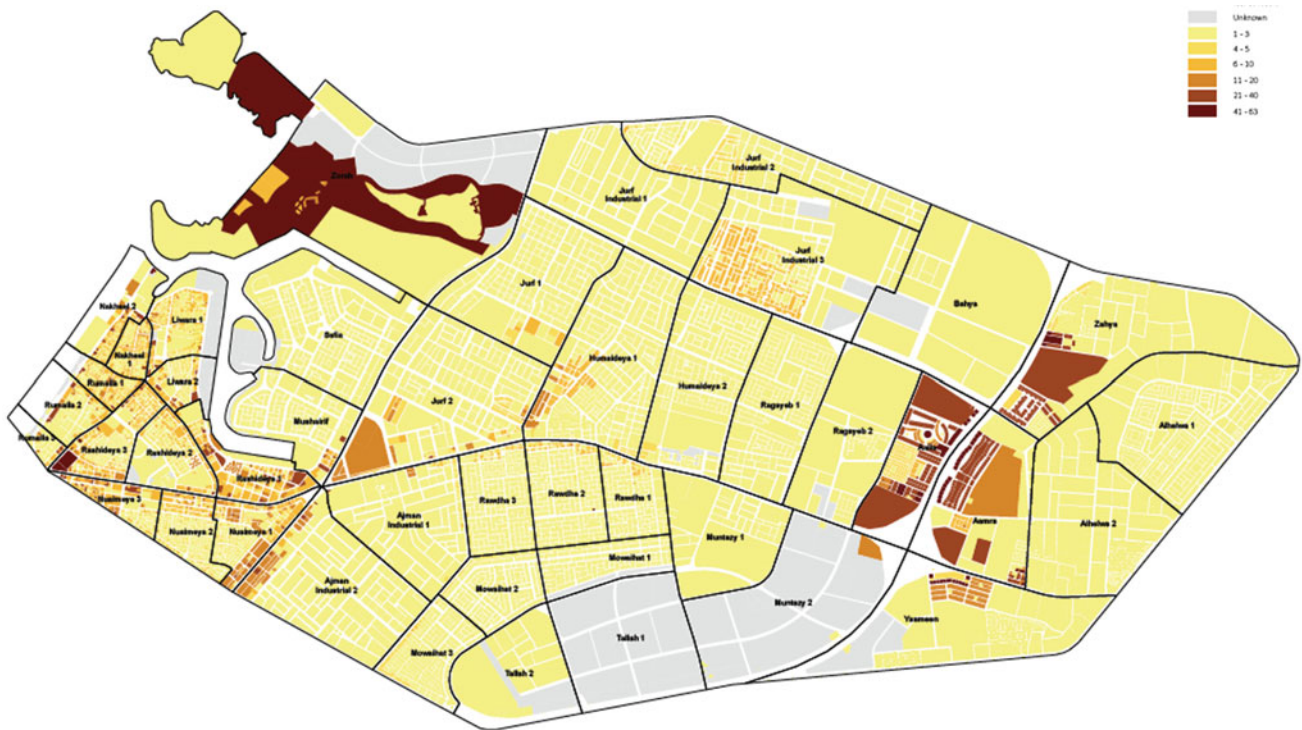 Unknown
1 - 3
4 - 5
6 - 10
11 - 20
21 - 40
41 - 63
Zorah
Jurf
Industrial 2
Jurf
Industrial 1
Jurf
Industrial 3
Bahya
Zahya
Nakheel 2
Liwara 1
Safia
Jurf 1
Nakheel
1
Humaideya 1
Humaideya 2
Rumaila 1
Liwara 2
Ragayeb 1
Alhelwa 1
Rumaila 2
Musheirif
Jurf 2
Ragayeb 2
Rumaila 3
Rashideya 3
Rashideya 2
Rashideya 1
Nuaimeya 3
Nuaimeya 2
Nuaimeya 1
Rawdha 3
Rawdha 2
Rawdha 1
Ajman
Industrial 1
Aamra
Alhelwa 2
Muntazy 1
Mowaihat 1
Mowaihat 2
Ajman
Industrial 2
Muntazy 2
Yasmeen
Tallah 1
Mowaihat 3
Tallah 2